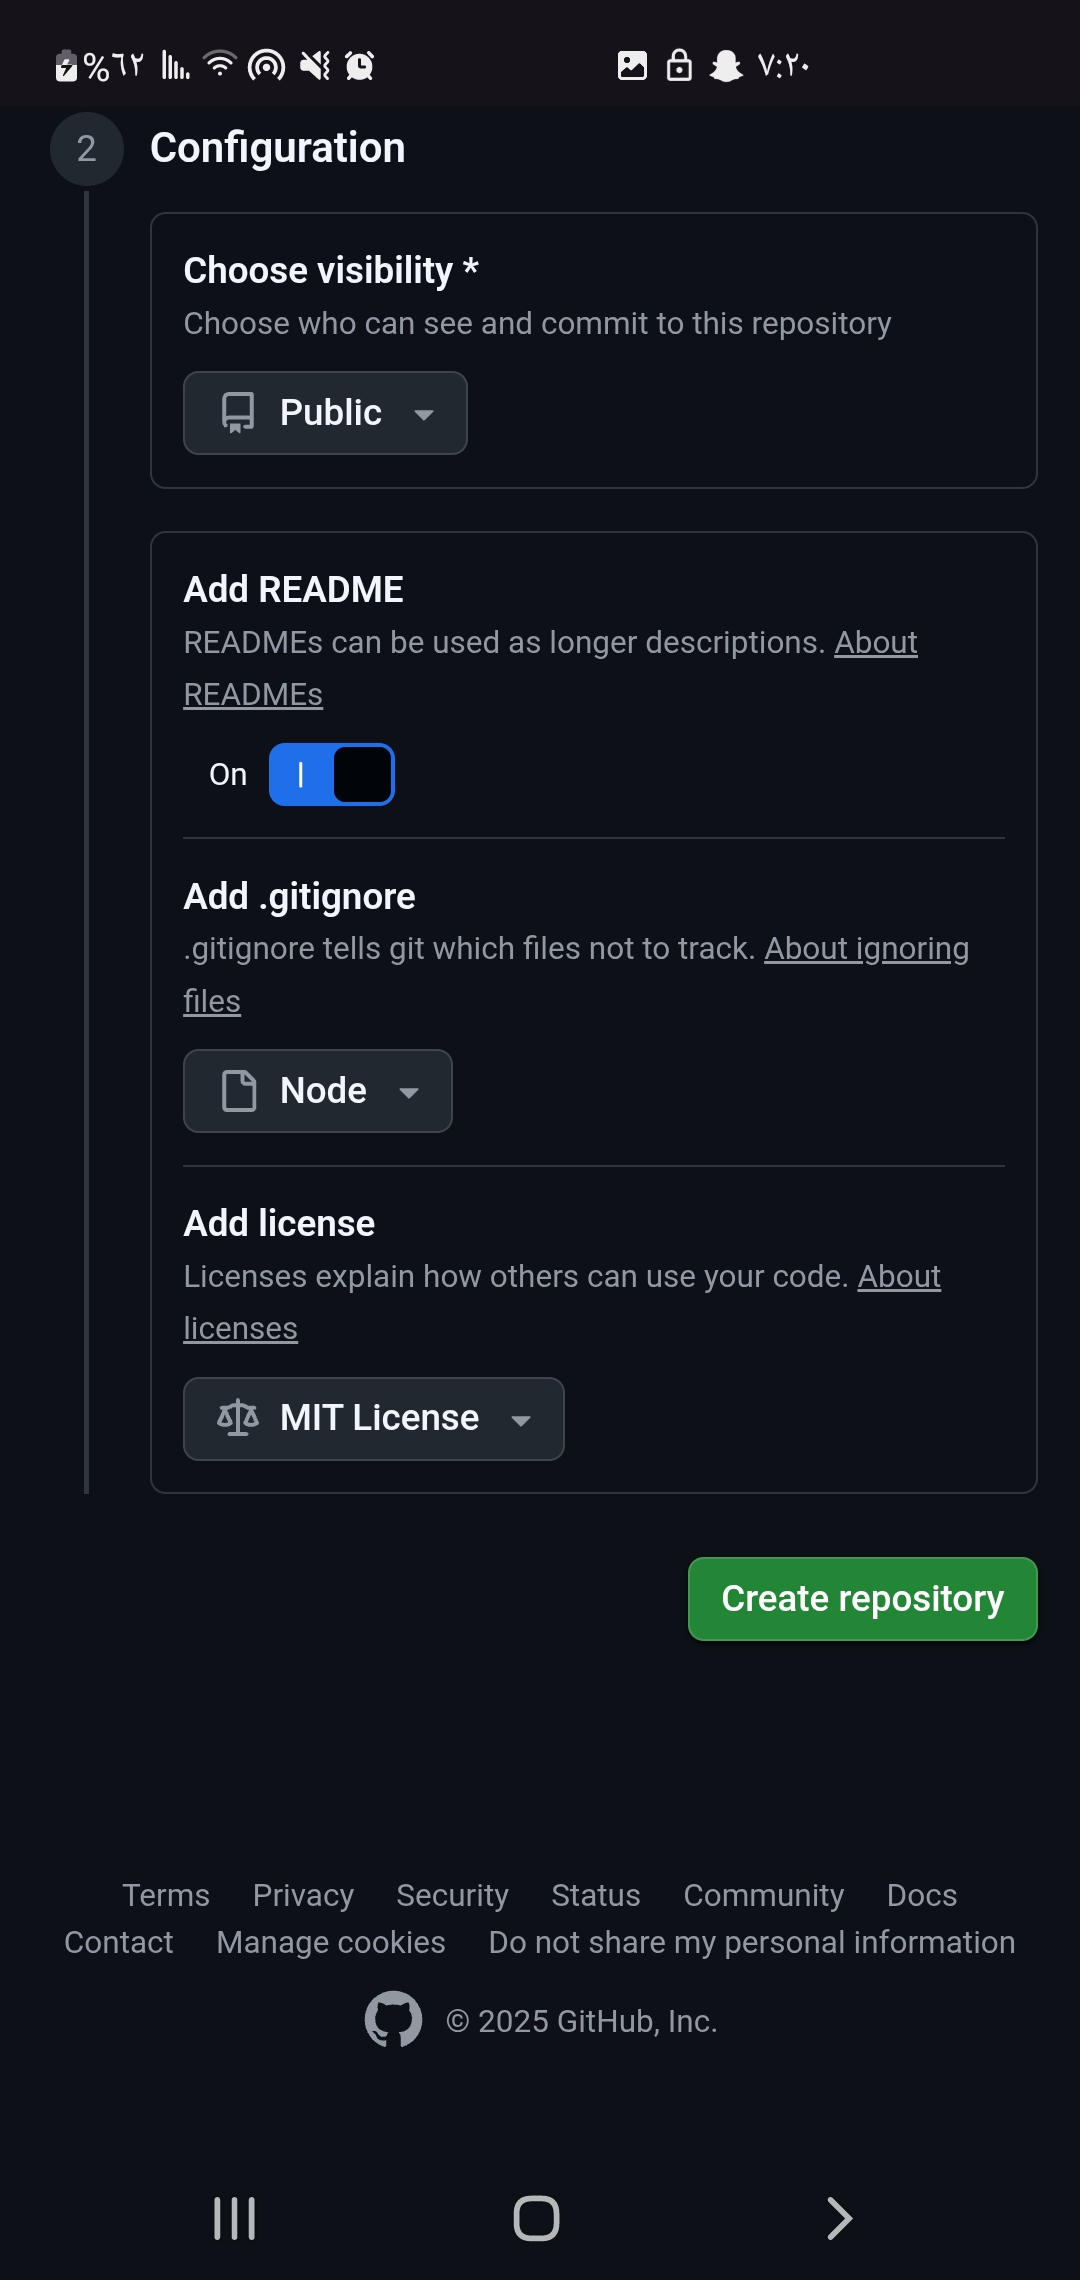 %٦٢ ٧:٢٠
2 Configuration
Choose visibility *
Choose who can see and commit to this repository
Public
Add README
READMEs can be used as longer descriptions. About
READMEs
On
Add .gitignore
.gitignore tells git which files not to track. About ignoring
files
Node
Add license
Licenses explain how others can use your code. About
licenses
MIT License
Create repository
Terms Privacy Security Status Community Docs
Contact Manage cookies Do not share my personal information
© 2025 GitHub, Inc.